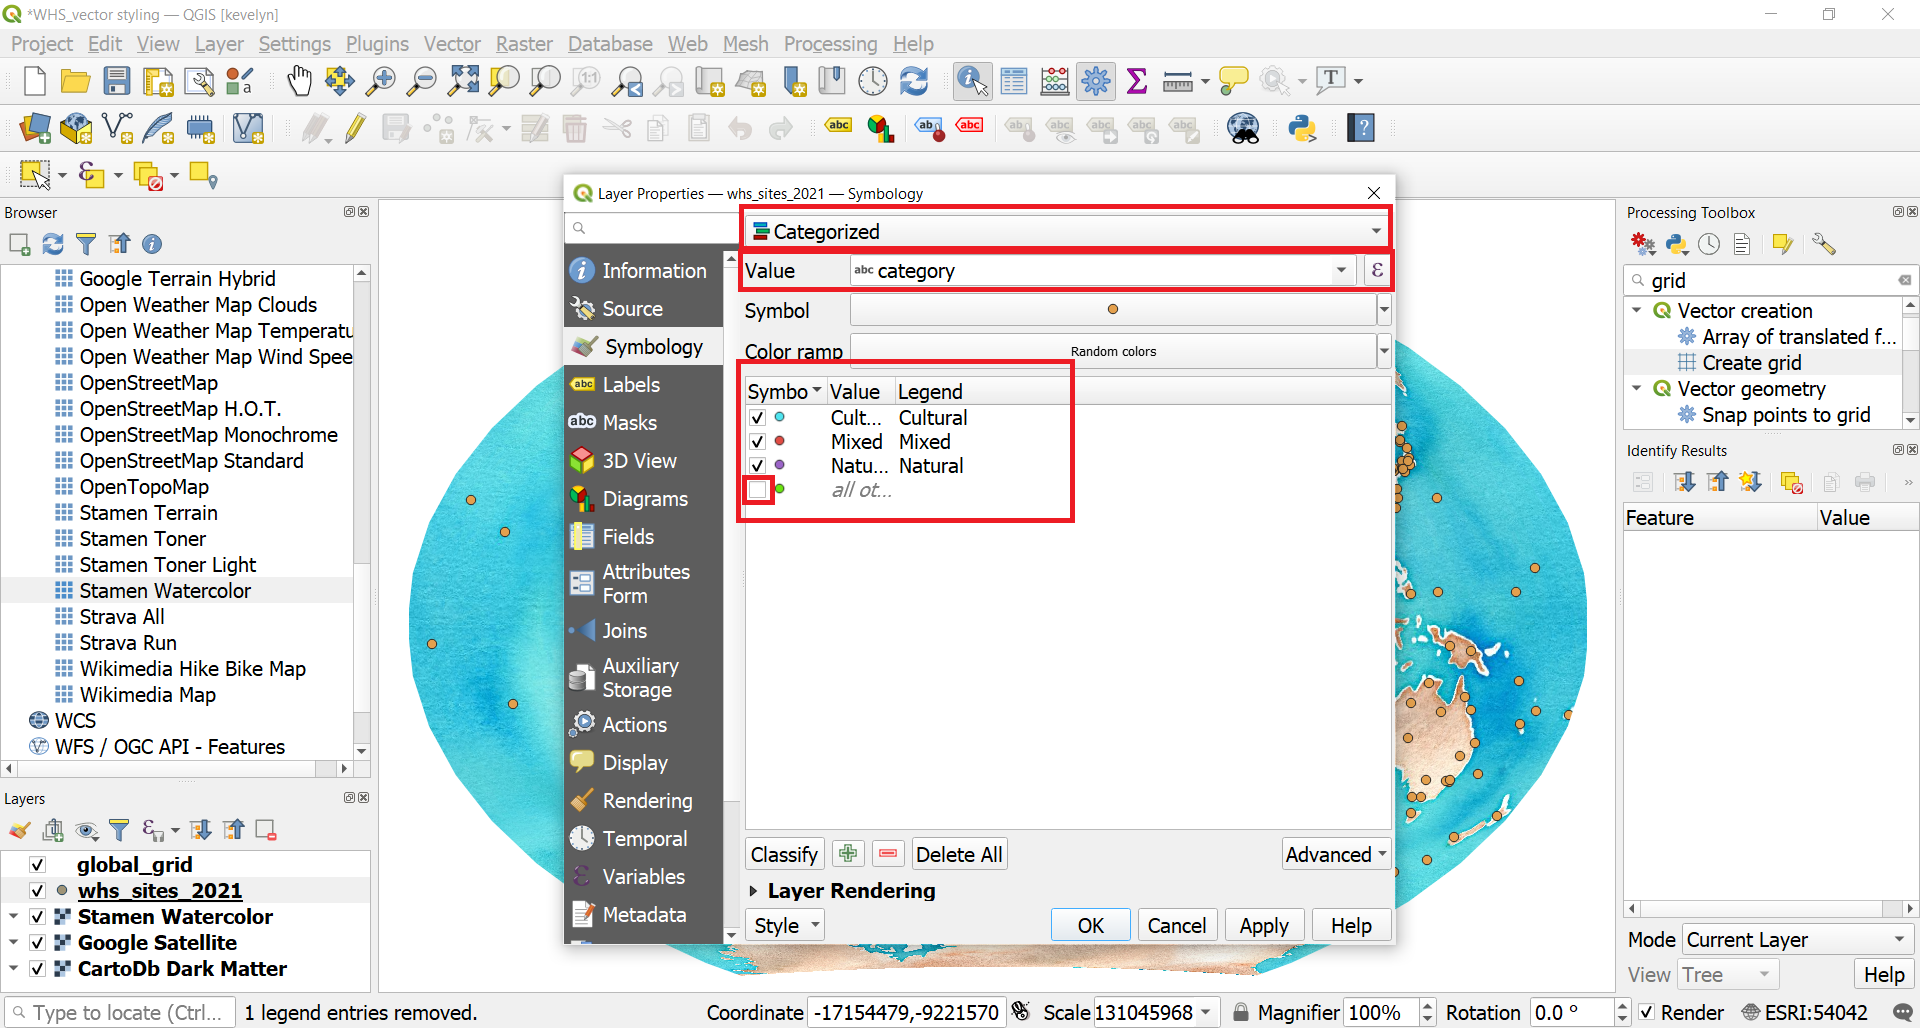 *WHS_vector styling — QGIS [kevelyn]
Project Edit View Layer Settings Plugins Vector Raster Database Web Mesh Processing Help
Browser
Google Terrain Hybrid
Open Weather Map Clouds
Open Weather Map Temperatu
Open Weather Map Wind Spee
OpenStreetMap
OpenStreetMap H.O.T.
OpenStreetMap Monochrome
OpenStreetMap Standard
OpenTopoMap
Stamen Terrain
Stamen Toner
Stamen Toner Light
Stamen Watercolor
Strava All
Strava Run
Wikimedia Hike Bike Map
Wikimedia Map
WCS
WFS / OGC API - Features
Layers
global_grid
whs_sites_2021
Stamen Watercolor
Google Satellite
CartoDb Dark Matter
Layer Properties — whs_sites_2021 — Symbology
Information
Source
Symbology
Labels
Masks
3D View
Diagrams
Fields
Attributes
Form
Joins
Auxiliary
Storage
Actions
Display
Rendering
Temporal
Variables
Metadata
Categorized
Value abc category ε
Symbol
Color ramp Random colors
Symbo Value Legend
Cult... Cultural
Mixed Mixed
Natu... Natural
all ot...
Classify Delete All Advanced
Layer Rendering
Style OK Cancel Apply Help
Processing Toolbox
grid
Vector creation
Array of translated f...
Create grid
Vector geometry
Snap points to grid
Identify Results
Feature Value
Mode Current Layer
View Tree Help
Type to locate (Ctrl... 1 legend entries removed. Coordinate -17154479,-9221570 Scale 131045968 Magnifier 100% Rotation 0.0 ° Render ESRI:54042